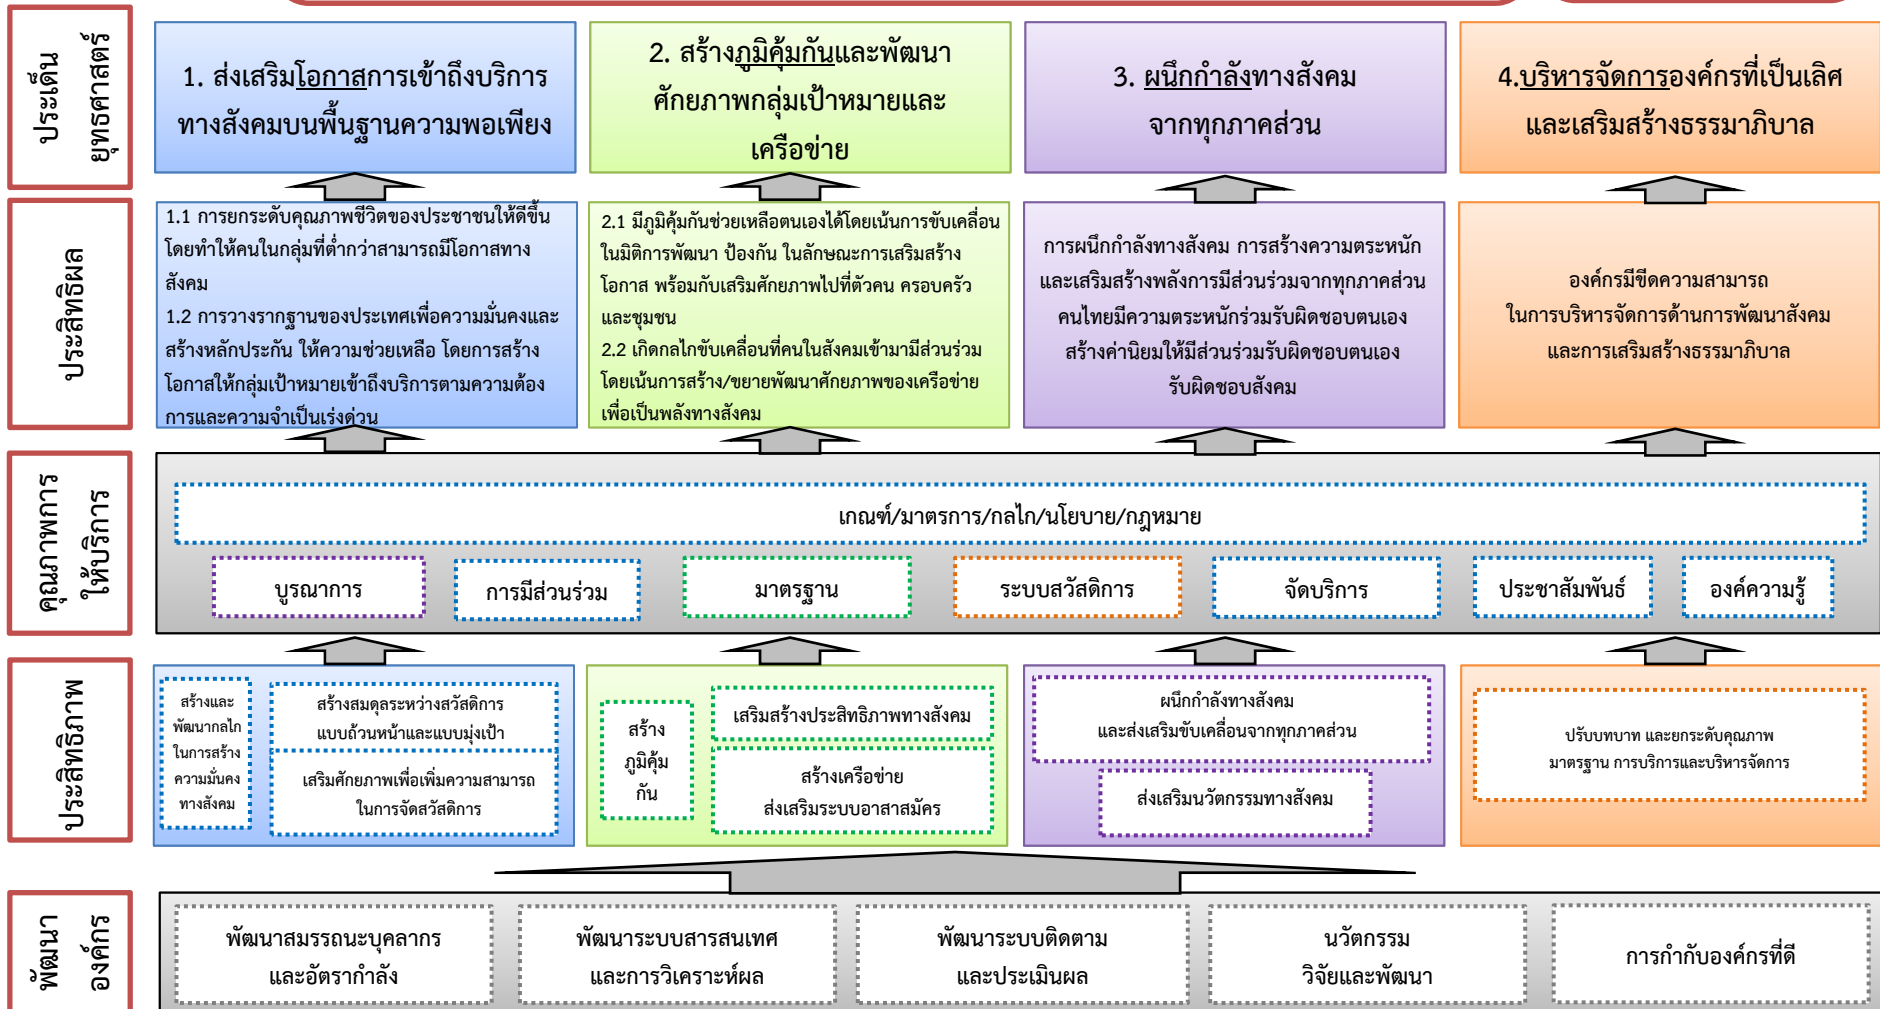 ประเด็น
ยุทธศาสตร์
1. ส่งเสริมโอกาสการเข้าถึงบริการ
ทางสังคมบนพื้นฐานความพอเพียง
2. สร้างภูมิคุ้มกันและพัฒนา
ศักยภาพกลุ่มเป้าหมายและ
เครือข่าย
3. ผนึกกำลังทางสังคม
จากทุกภาคส่วน
4.บริหารจัดการองค์กรที่เป็นเลิศ
และเสริมสร้างธรรมาภิบาล
ประสิทธิผล
1.1 การยกระดับคุณภาพชีวิตของประชาชนให้ดีขึ้น
โดยทำให้คนในกลุ่มที่ต่ำกว่าสามารถมีโอกาสทาง
สังคม
1.2 การวางรากฐานของประเทศเพื่อความมั่นคงและ
สร้างหลักประกัน ให้ความช่วยเหลือ โดยการสร้าง
โอกาสให้กลุ่มเป้าหมายเข้าถึงบริการตามความต้อง
การและความจำเป็นเร่งด่วน
2.1 มีภูมิคุ้มกันช่วยเหลือตนเองได้โดยเน้นการขับเคลื่อน
ในมิติการพัฒนา ป้องกัน ในลักษณะการเสริมสร้าง
โอกาส พร้อมกับเสริมศักยภาพไปที่ตัวคน ครอบครัว
และชุมชน
2.2 เกิดกลไกขับเคลื่อนที่คนในสังคมเข้ามามีส่วนร่วม
โดยเน้นการสร้าง/ขยายพัฒนาศักยภาพของเครือข่าย
เพื่อเป็นพลังทางสังคม
การผนึกกำลังทางสังคม การสร้างความตระหนัก
และเสริมสร้างพลังการมีส่วนร่วมจากทุกภาคส่วน
คนไทยมีความตระหนักร่วมรับผิดชอบตนเอง
สร้างค่านิยมให้มีส่วนร่วมรับผิดชอบตนเอง
รับผิดชอบสังคม
องค์กรมีขีดความสามารถ
ในการบริหารจัดการด้านการพัฒนาสังคม
และการเสริมสร้างธรรมาภิบาล
คุณภาพการ
ให้บริการ
เกณฑ์/มาตรการ/กลไก/นโยบาย/กฎหมาย
บูรณาการ
การมีส่วนร่วม
มาตรฐาน
ระบบสวัสดิการ
จัดบริการ
ประชาสัมพันธ์
องค์ความรู้
ประสิทธิภาพ
สร้างและ
พัฒนากลไก
ในการสร้าง
ความมั่นคง
ทางสังคม
สร้างสมดุลระหว่างสวัสดิการ
แบบถ้วนหน้าและแบบมุ่งเป้า
เสริมศักยภาพเพื่อเพิ่มความสามารถ
ในการจัดสวัสดิการ
สร้าง
ภูมิคุ้ม
กัน
เสริมสร้างประสิทธิภาพทางสังคม
สร้างเครือข่าย
ส่งเสริมระบบอาสาสมัคร
ผนึกกำลังทางสังคม
และส่งเสริมขับเคลื่อนจากทุกภาคส่วน
ส่งเสริมนวัตกรรมทางสังคม
ปรับบทบาท และยกระดับคุณภาพ
มาตรฐาน การบริการและบริหารจัดการ
พัฒนา
องค์กร
พัฒนาสมรรถนะบุคลากร
และอัตรากำลัง
พัฒนาระบบสารสนเทศ
และการวิเคราะห์ผล
พัฒนาระบบติดตาม
และประเมินผล
นวัตกรรม
วิจัยและพัฒนา
การกำกับองค์กรที่ดี